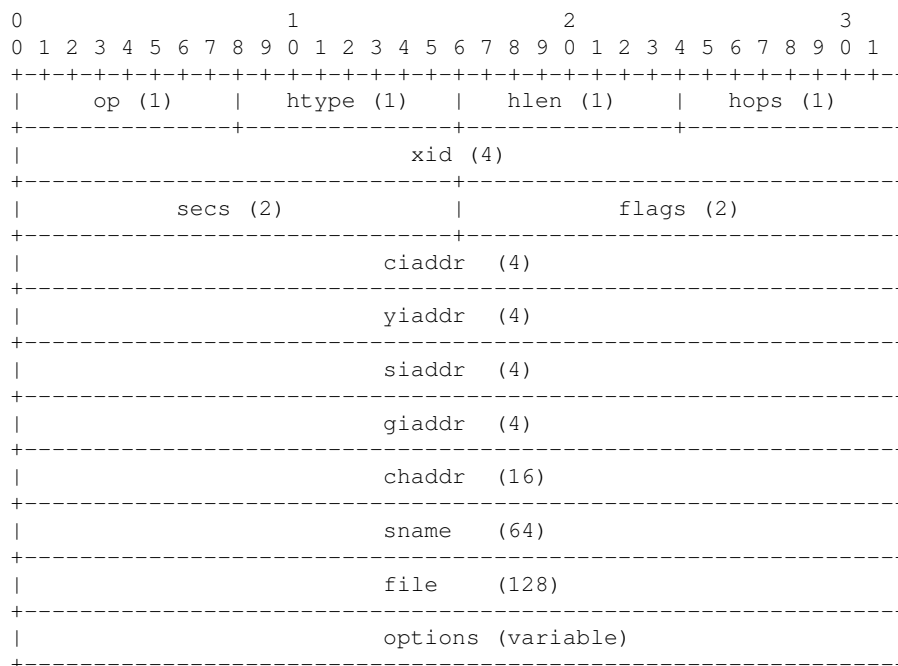 0                   1                   2                   3
0 1 2 3 4 5 6 7 8 9 0 1 2 3 4 5 6 7 8 9 0 1 2 3 4 5 6 7 8 9 0 1
+-+-+-+-+-+-+-+-+-+-+-+-+-+-+-+-+-+-+-+-+-+-+-+-+-+-+-+-+-+-+-+-
|     op (1)    |   htype (1)   |   hlen (1)    |   hops (1)
+---------------+---------------+---------------+----------------
|                            xid (4)
+-------------------------------+--------------------------------
|           secs (2)            |           flags (2)
+-------------------------------+--------------------------------
|                          ciaddr  (4)
+----------------------------------------------------------------
|                          yiaddr  (4)
+----------------------------------------------------------------
|                          siaddr  (4)
+----------------------------------------------------------------
|                          giaddr  (4)
+----------------------------------------------------------------
|                          chaddr  (16)
+----------------------------------------------------------------
|                          sname   (64)
+----------------------------------------------------------------
|                          file    (128)
+----------------------------------------------------------------
|                          options (variable)
+----------------------------------------------------------------